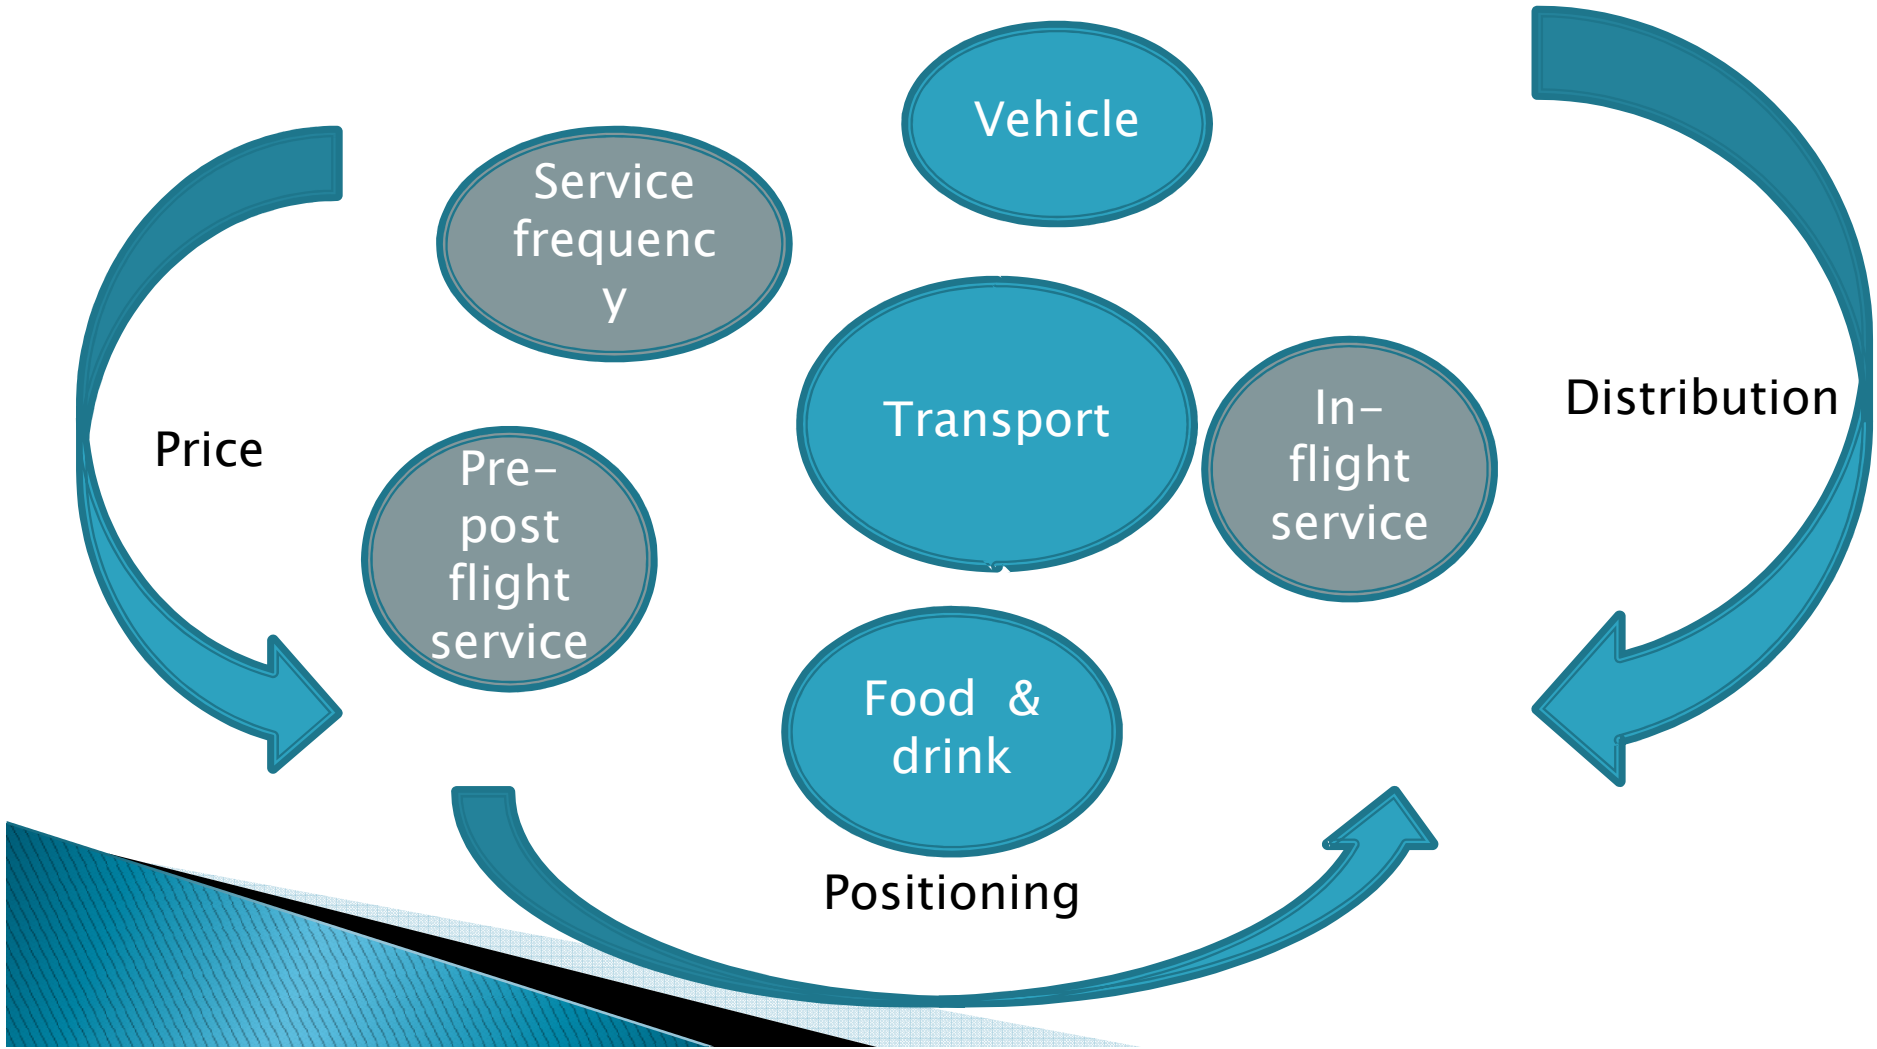 Vehicle
Service
frequenc
y
Transport
In-
flight
service
Distribution
Price
Pre-
post
flight
service
Food & 
drink
Positioning